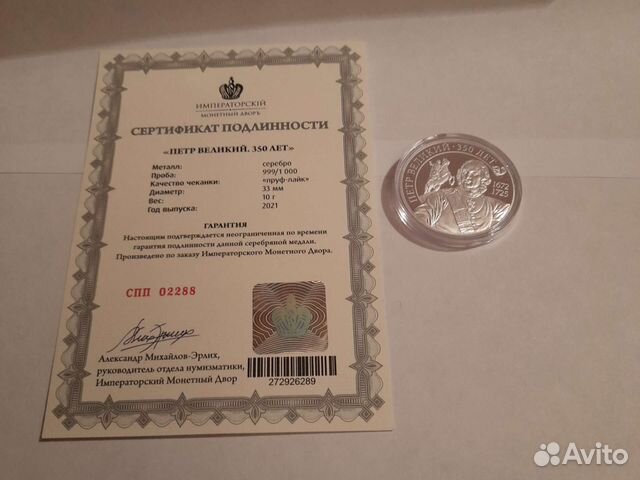 ИМПЕРАТОРСКІЙ
МОНЕТНЫЙ ДВОРЪ
СЕРТИФИКАТ ПОДЛИННОСТИ
«ПЕТР ВЕЛИКИЙ. 350 ЛЕТ»
Металл: серебро
Проба: 999/1 000
Качество чеканки: «пруф-лайк»
Диаметр: 33 мм
Вес: 10 г
Год выпуска: 2021
ГАРАНТИЯ
Настоящим подтверждается неограниченная по времени
гарантия подлинности данной серебряной медали.
Произведено по заказу Императорского Монетного Двора.
СПП 02288
Александр Михайлов-Эрлих,
руководитель отдела нумизматики,
Императорский Монетный Двор
272926289
ПЕТР ВЕЛИКИЙ · 350 ЛЕТ
1672
1725
Avito